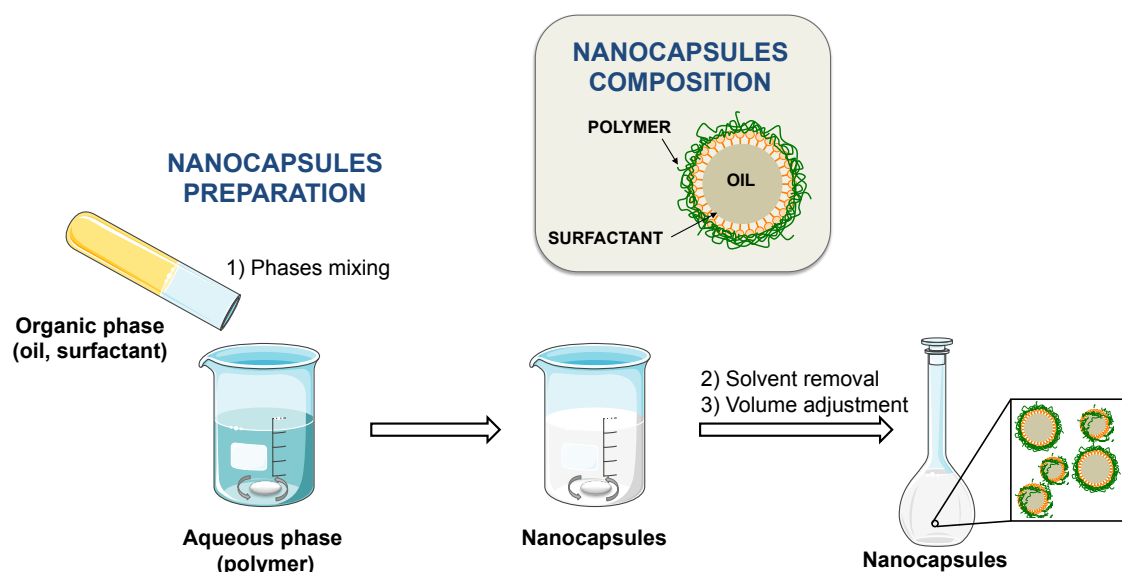 NANOCAPSULES
COMPOSITION
POLYMER
OIL
SURFACTANT
NANOCAPSULES
PREPARATION
1) Phases mixing
Organic phase
(oil, surfactant)
2) Solvent removal
3) Volume adjustment
Aqueous phase
(polymer)
Nanocapsules
Nanocapsules